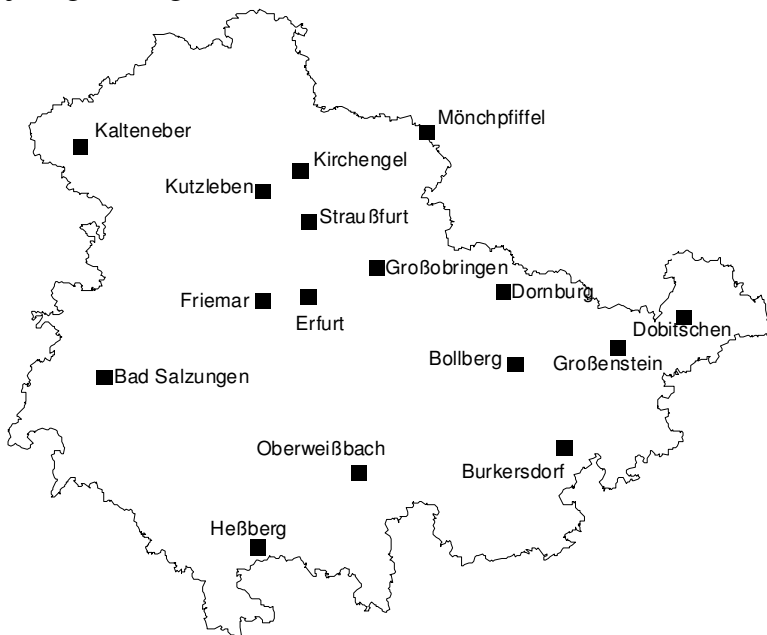 Mönchpfiffel
Kalteneber
Kirchengel
Kutzleben
Straußfurt
Großobringen
Dornburg
Friemar
Erfurt
Dobitschen
Großenstein
Bollberg
Bad Salzungen
Oberweißbach
Burkersdorf
Heßberg